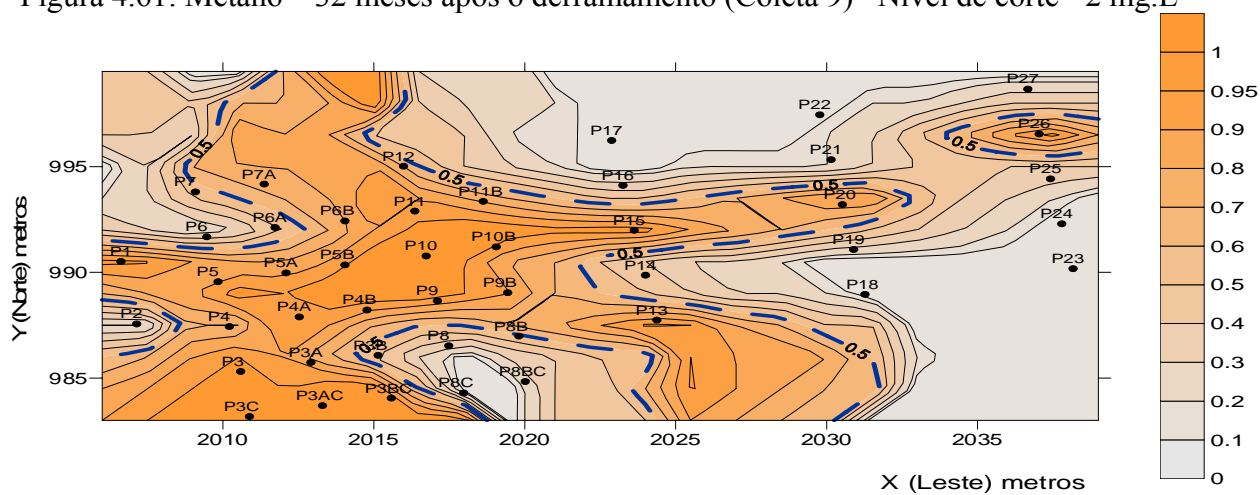 Figura Metano – meses após o derramamento (Coleta 9) - Nível de corte - 2 mg.L
1
0.95
0.9
0.8
0.7
0.6
0.5
0.4
0.3
0.2
0.1
0
Y (Norte) metros
995
990
985
2010 2015 2020 2025 2030 2035
X (Leste) metros
P27
P22
P26
P17
P21
0.5
0.5
P12
P25
P7A
0.5
P16
0.5
P7
P11B
P20
P6B
P11
P24
P6
P6A
P15
P10B
P19
P1
P5B
P10
0.5
P23
P5
P5A
P14
P9B
P18
P9
P4B
P4A
P2
P4
P13
P8B
P8
P3B
0.5
0.5
P3
P3A
P8C
P8BC
P3BC
P3AC
P3C